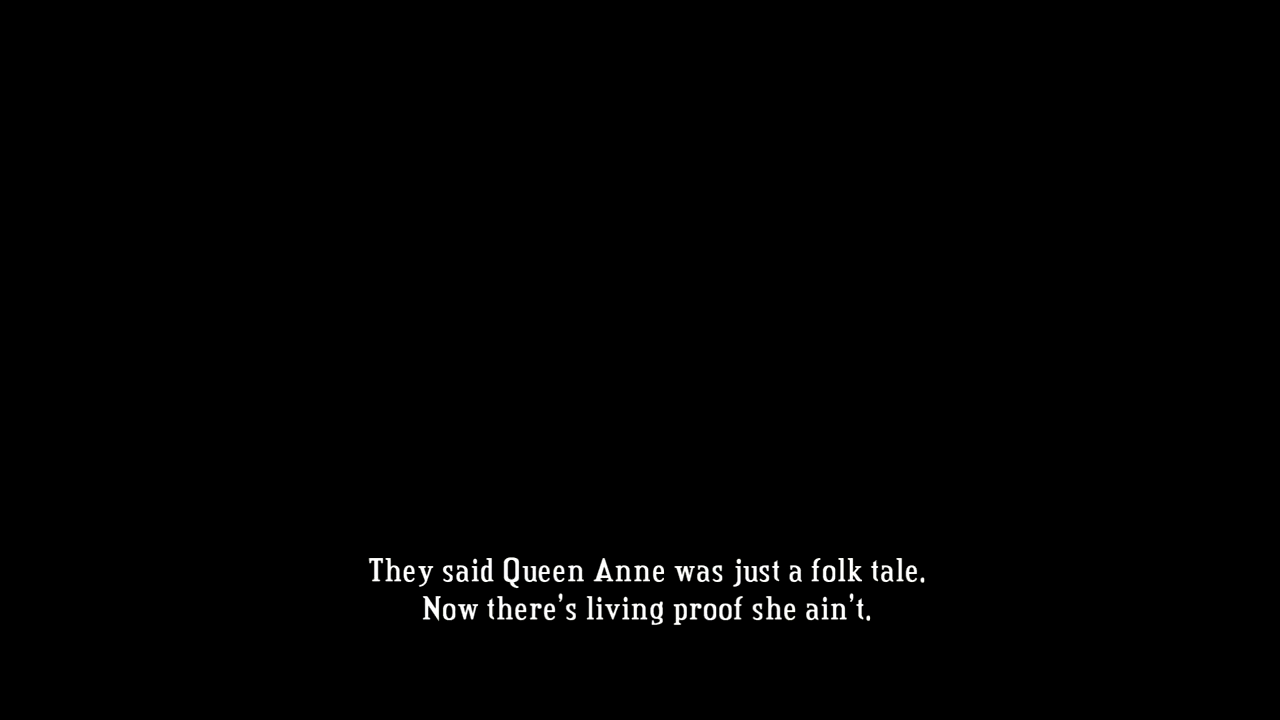 They said Queen Anne was just a folk tale.
Now there's living proof she ain't.